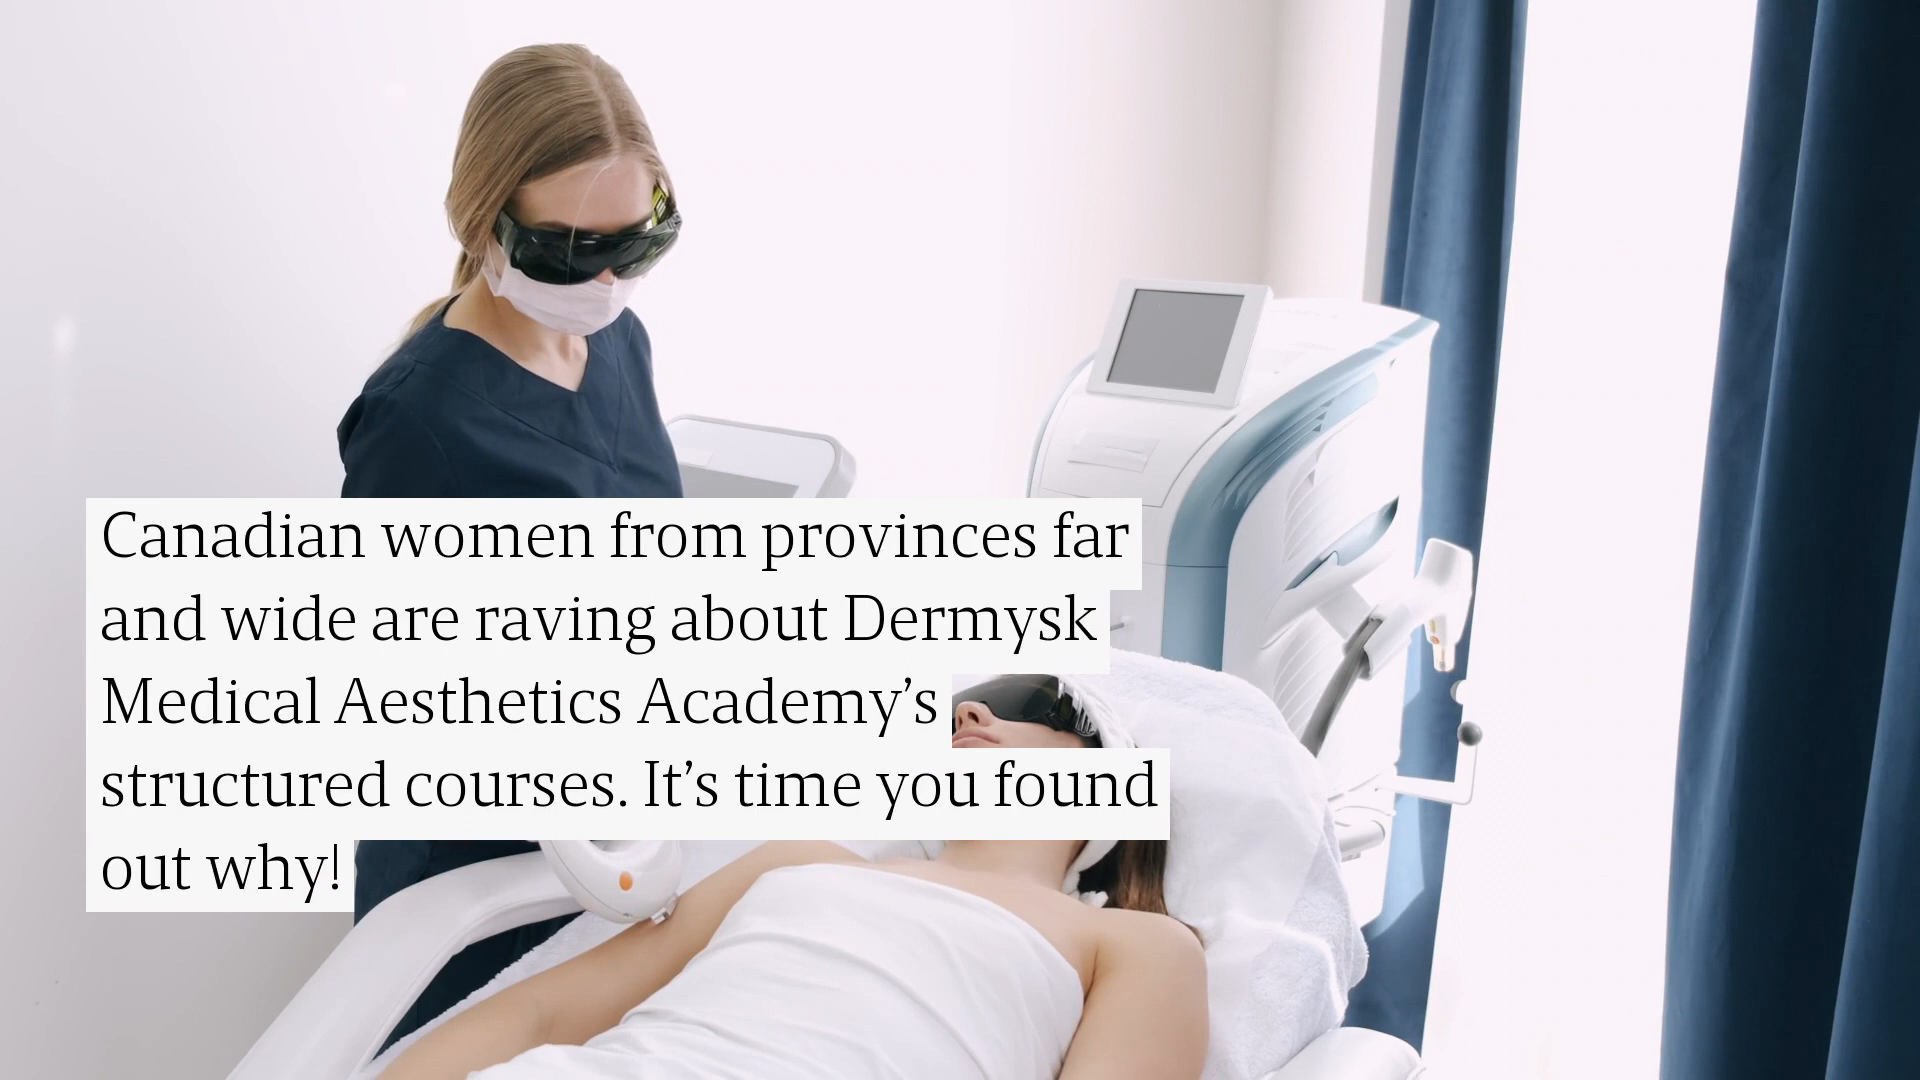 Canadian women from provinces far
and wide are raving about Dermysk
Medical Aesthetics Academy’s
structured courses. It’s time you found
out why!